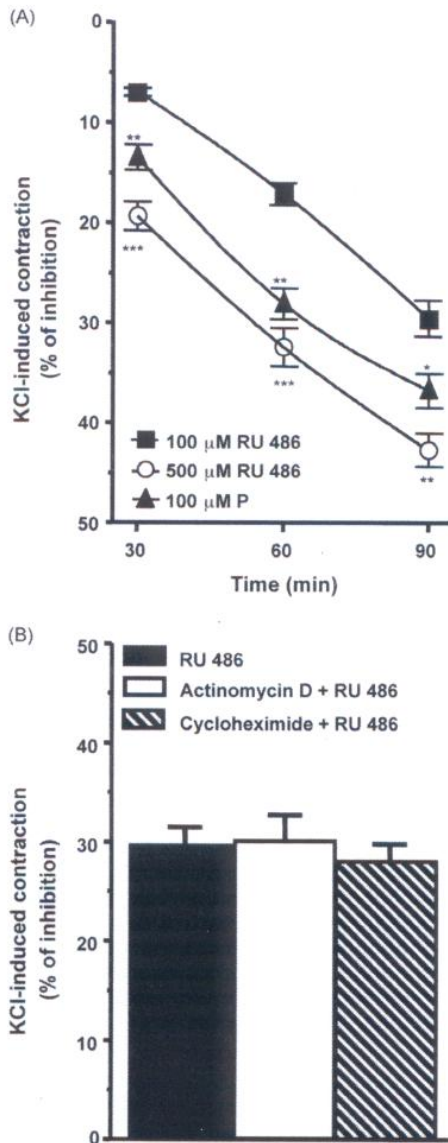 (A)
0
10
20
30
40
50
KCl-induced contraction
(% of inhibition)
**
***
**
***
*
**
100 μM RU 486
500 μM RU 486
100 μM P
30
60
90
Time (min)
(B)
50
40
30
20
10
0
KCl-induced contraction
(% of inhibition)
RU 486
Actinomycin D + RU 486
Cycloheximide + RU 486